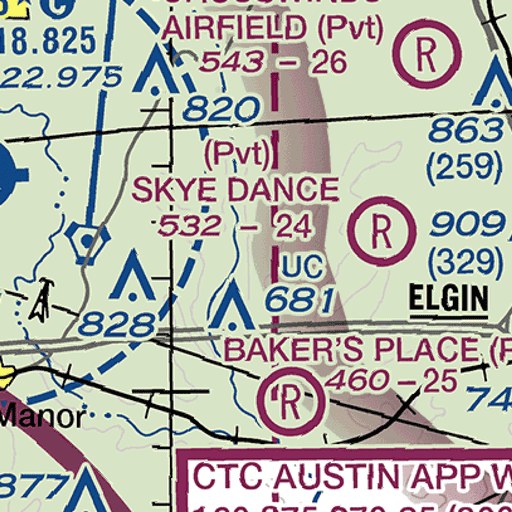 18.825
AIRFIELD (Pvt)
R
22.975
543 - 26
820
863
(259)
(Pvt)
SKYE DANCE
532 - 24
R
909
(329)
UC
681
ELGIN
828
BAKER'S PLACE (P
460 - 25
R
74
Manor
877
CTC AUSTIN APP W